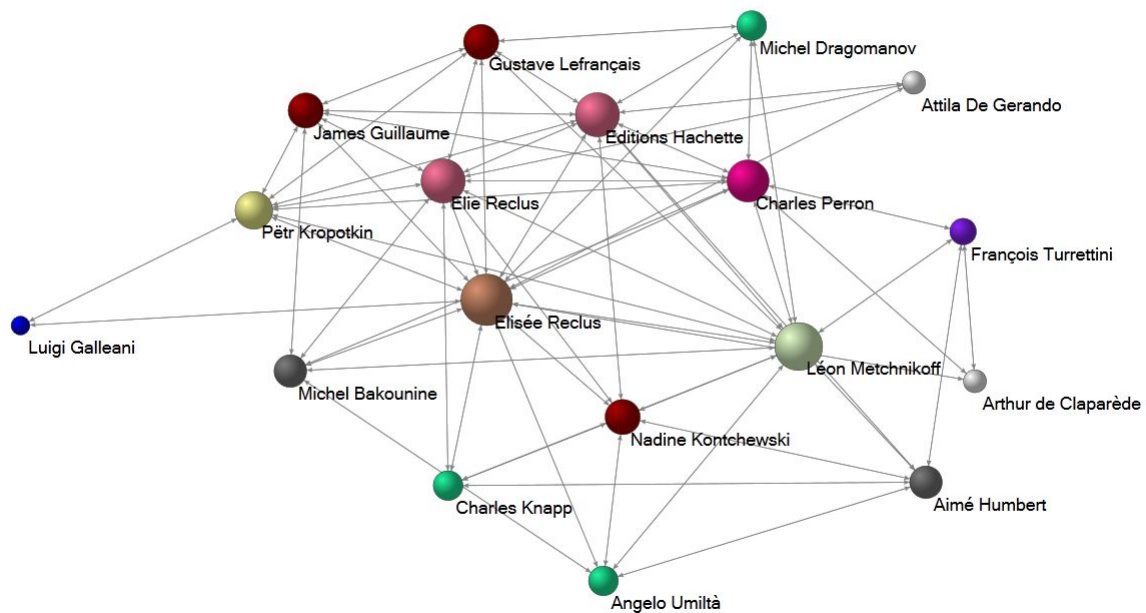 Gustave Lefrançais
Michel Dragomanov
Attila De Gerando
James Guillaume
Editions Hachette
Elie Reclus
Charles Perron
Pëtr Kropotkin
François Turrettini
Elisée Reclus
Luigi Galleani
Léon Metchnikoff
Michel Bakounine
Arthur de Claparède
Nadine Kontchewski
Charles Knapp
Aimé Humbert
Angelo Umiltà